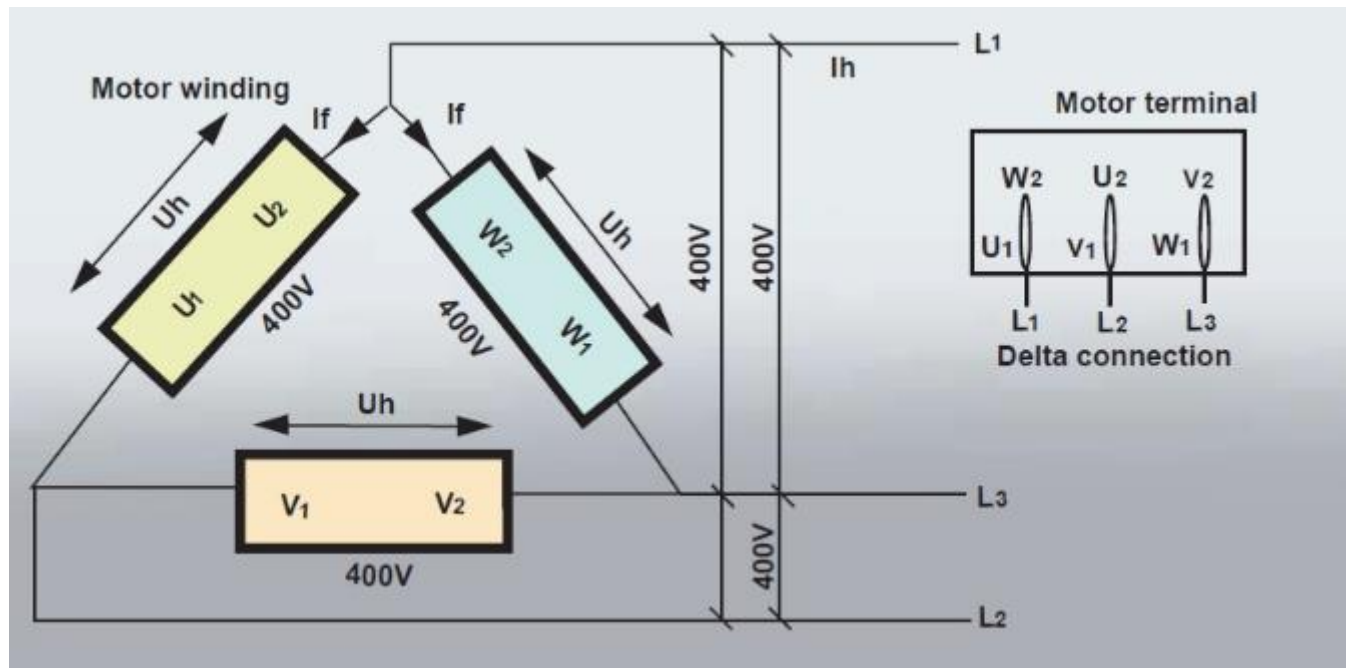 L1
Ih
Motor winding
If
If
Motor terminal
Uh
U2
U1
400V
W2
W1
400V
Uh
400V
400V
W2 U2 V2
U1 V1 W1
L1 L2 L3
Delta connection
Uh
V1 V2
400V
L3
400V
L2